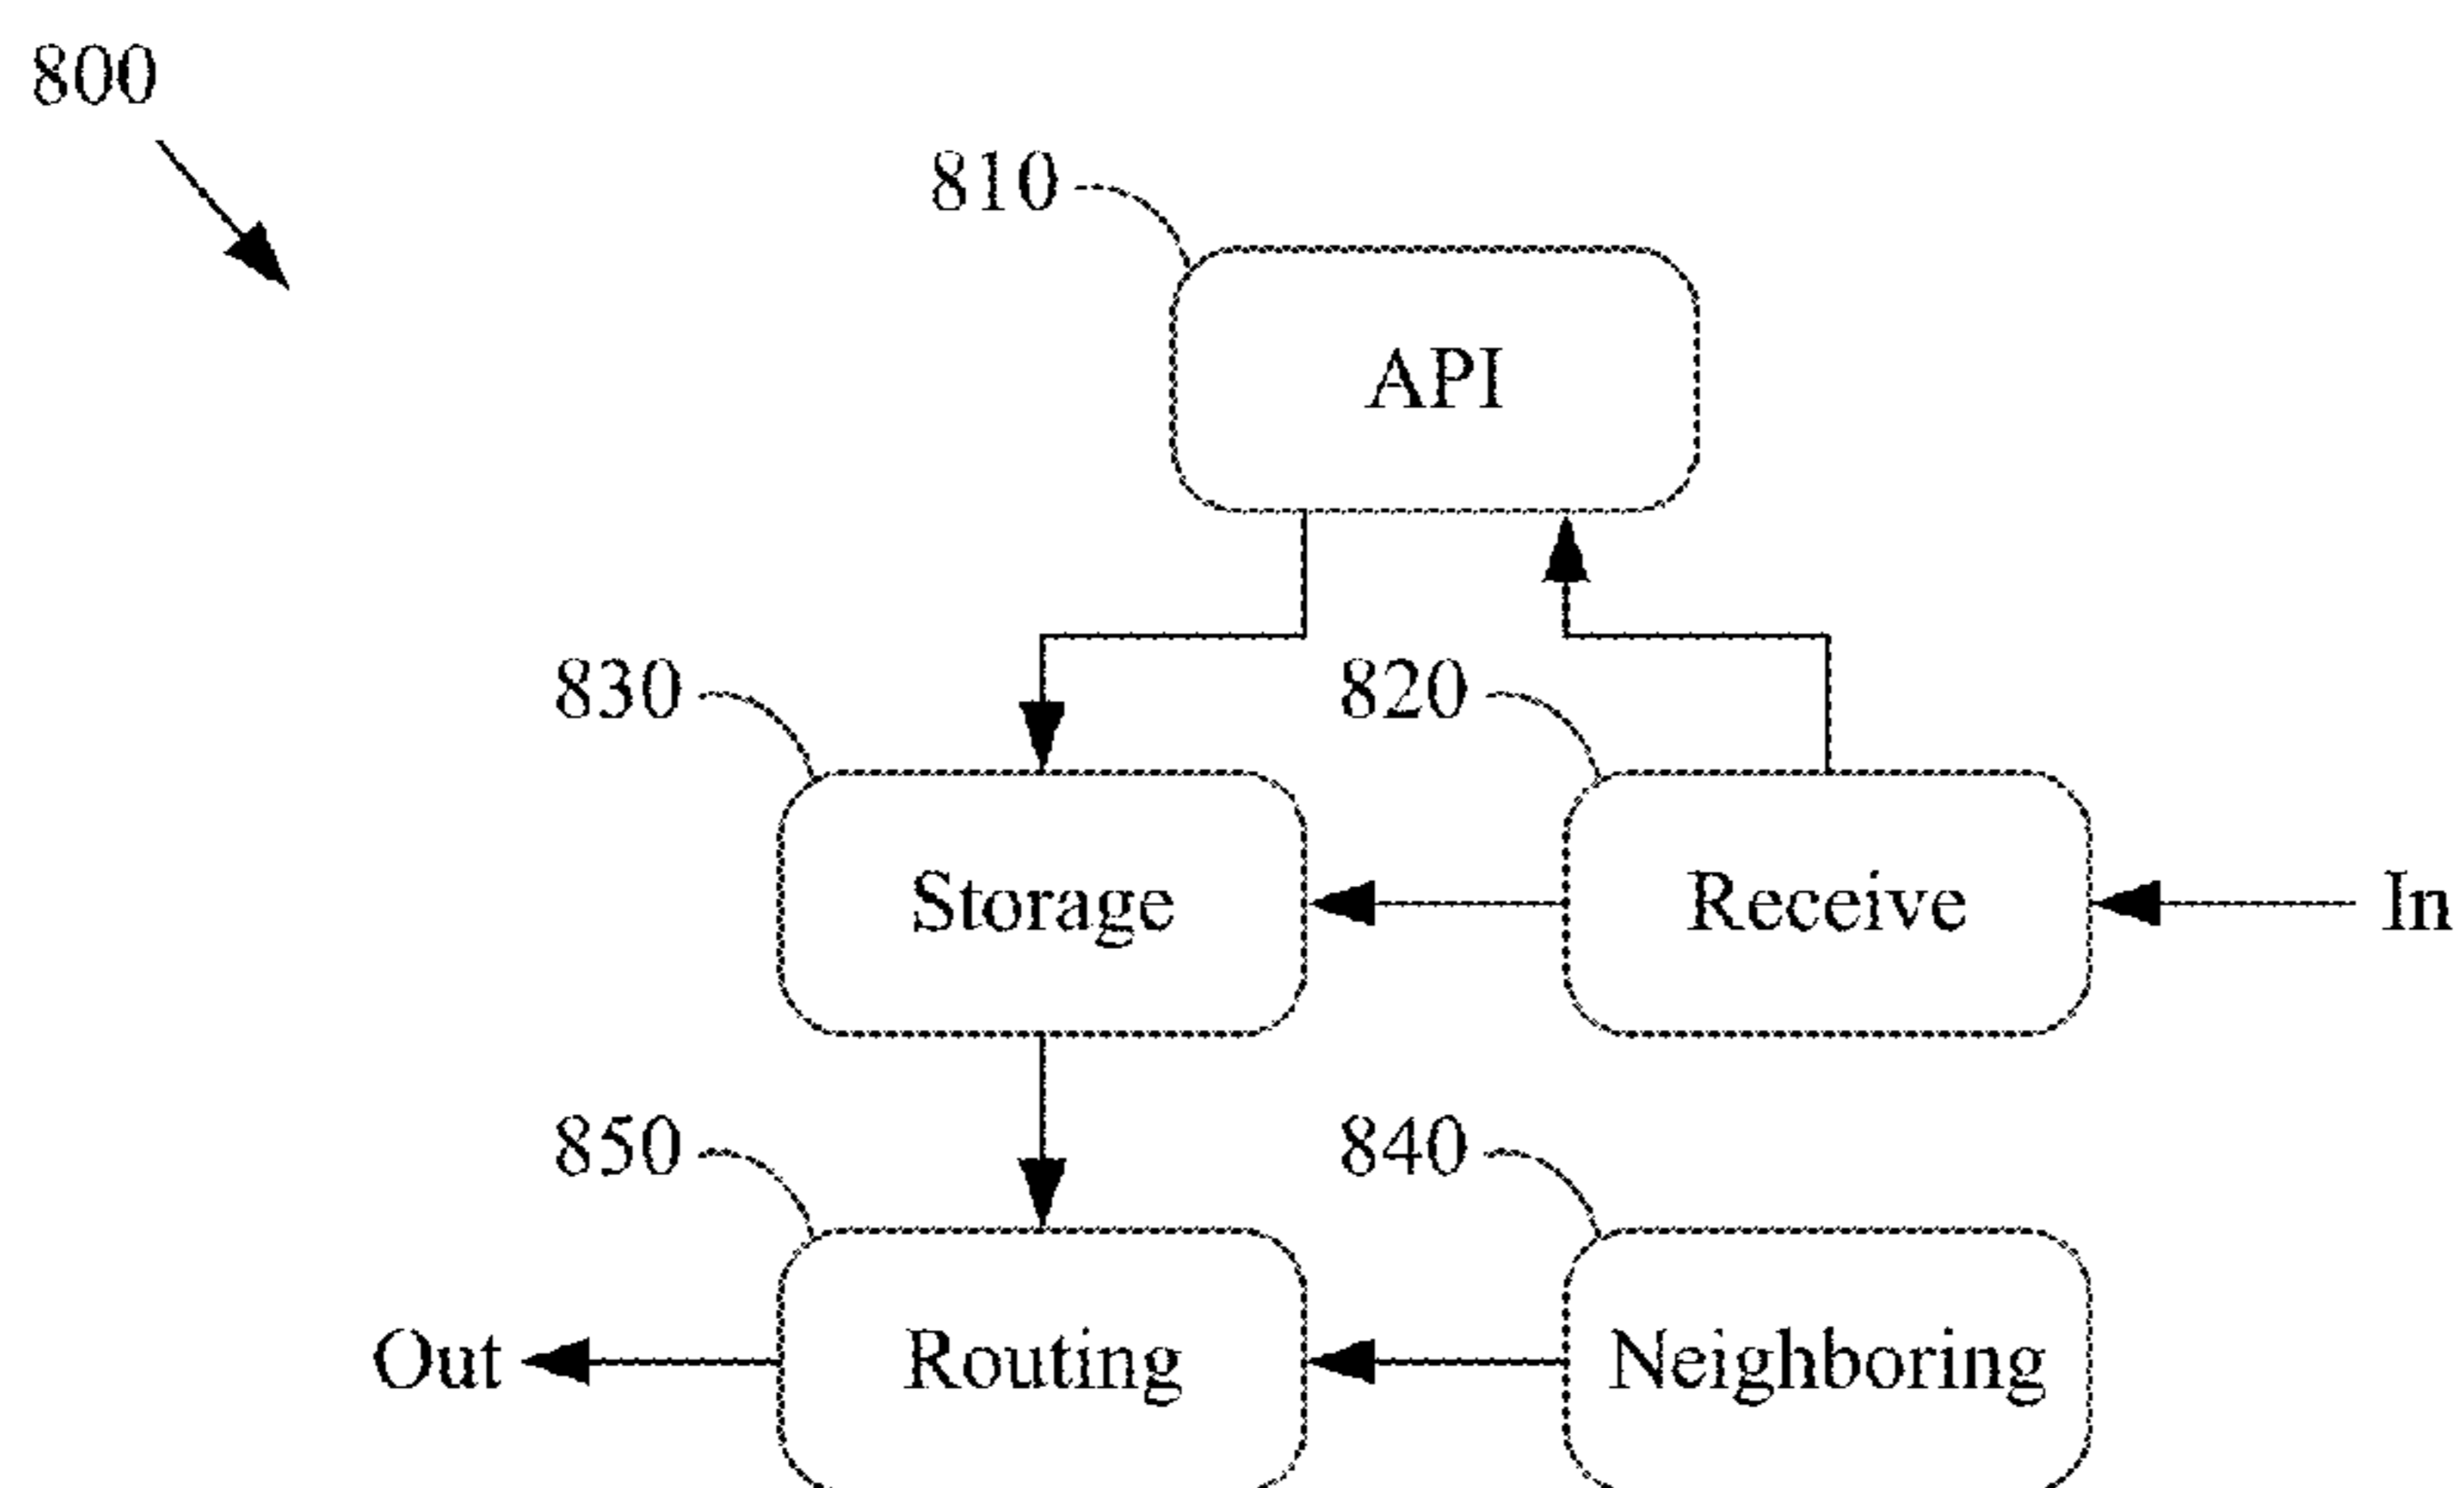 800
810
API
830
820
Storage
Receive
In
850
840
Out
Routing
Neighboring